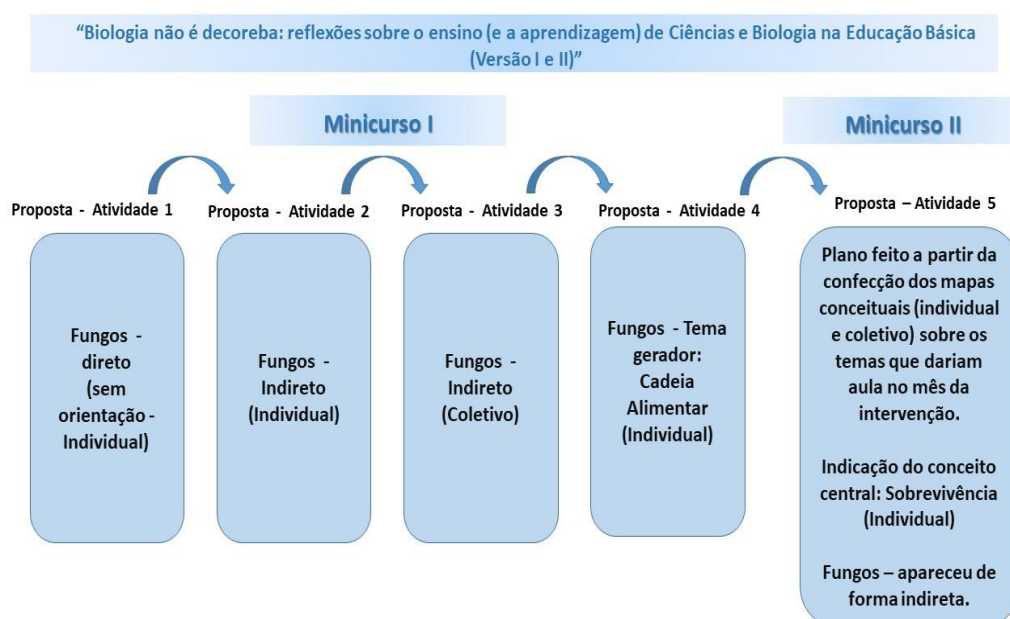 “Biologia não é decoreba: reflexões sobre o ensino (e a aprendizagem) de Ciências e Biologia na Educação Básica
(Versão I e II)”
Minicurso I
Minicurso II
Proposta - Atividade 1
Proposta - Atividade 2
Proposta - Atividade 3
Proposta - Atividade 4
Proposta – Atividade 5
Fungos -
direto
(sem
orientação -
Individual)
Fungos -
Indireto
(Individual)
Fungos -
Indireto
(Coletivo)
Fungos - Tema
gerador:
Cadeia
Alimentar
(Individual)
Plano feito a partir da
confecção dos mapas
conceituais (individual
e coletivo) sobre os
temas que dariam
aula no mês da
intervenção.
Indicação do conceito
central: Sobrevivência
(Individual)
Fungos – apareceu de
forma indireta.